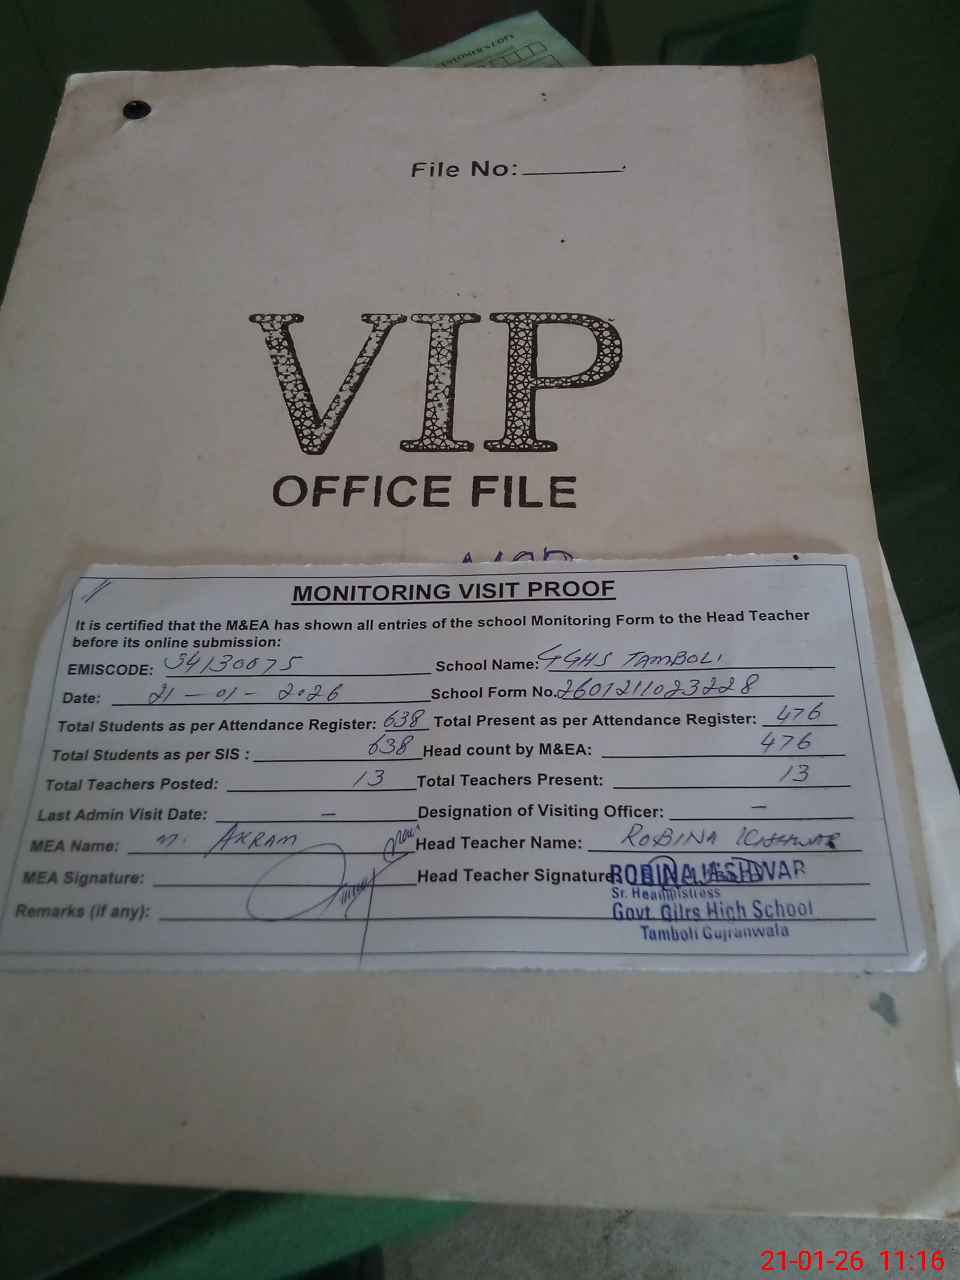 File No:
VIP
OFFICE FILE
MONITORING VISIT PROOF
It is certified that the M&EA has shown all entries of the school Monitoring Form to the Head Teacher
before its online submission:
EMISCODE: 34130075 School Name: GGHS TAMBOLI
Date: 21-01-2026 School Form No. 2601211023228
Total Students as per Attendance Register: 638 Total Present as per Attendance Register: 476
Total Students as per SIS : 638 Head count by M&EA: 476
Total Teachers Posted: 13 Total Teachers Present: 13
Last Admin Visit Date: — Designation of Visiting Officer: —
MEA Name: M. AKRAM Head Teacher Name: ROBINA KISHWAR
MEA Signature: Head Teacher Signature
ROBINA KISHWAR
Sr. Headmistress
Remarks (if any):
Govt. Gilrs High School
Tamboli Gujranwala
21-01-26 11:16